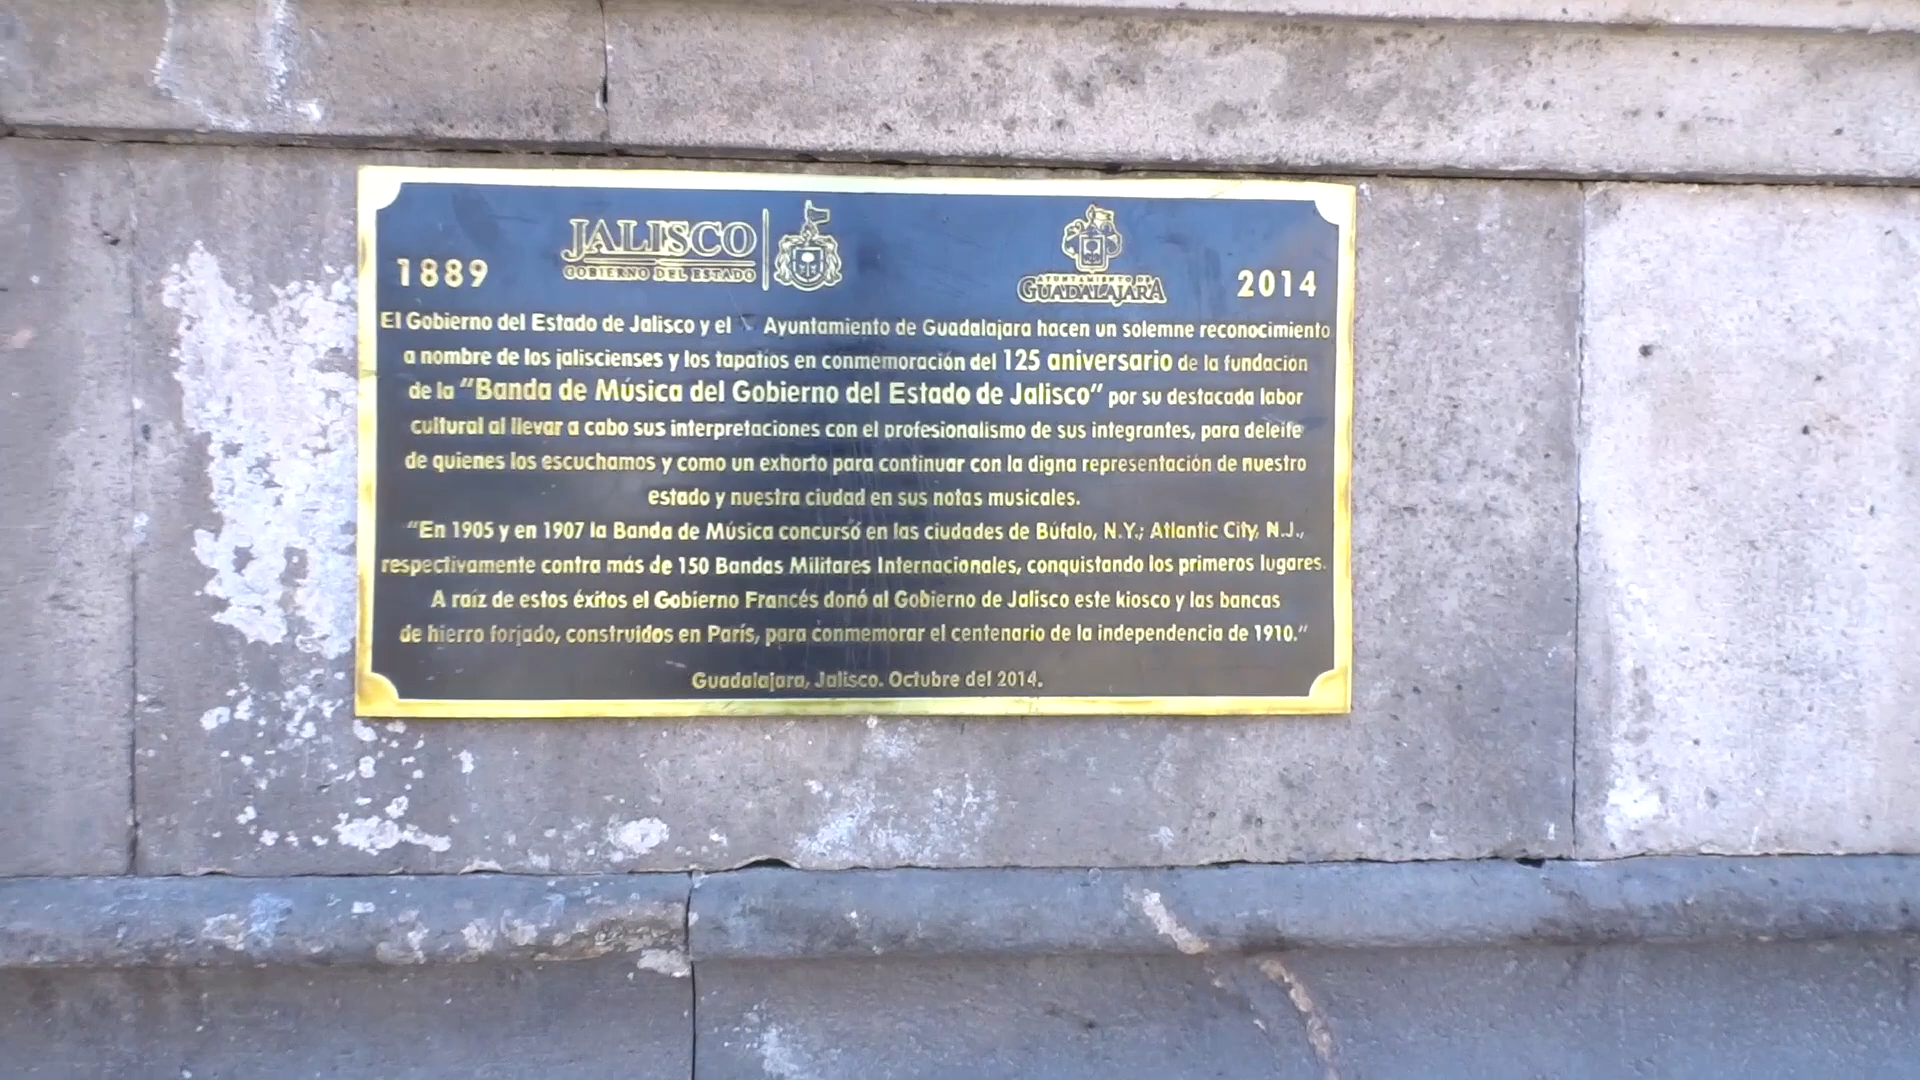 1889
JALISCO
GOBIERNO DEL ESTADO
AYUNTAMIENTO DE
GUADALAJARA
2014
El Gobierno del Estado de Jalisco y el Ayuntamiento de Guadalajara hacen un solemne reconocimiento
a nombre de los jaliscienses y los tapatíos en conmemoración del 125 aniversario de la fundación
de la "Banda de Música del Gobierno del Estado de Jalisco" por su destacada labor
cultural al llevar a cabo sus interpretaciones con el profesionalismo de sus integrantes, para deleite
de quienes los escuchamos y como un exhorto para continuar con la digna representación de nuestro
estado y nuestra ciudad en sus notas musicales.
"En 1905 y en 1907 la Banda de Música concursó en las ciudades de Búfalo, N.Y.; Atlantic City, N.J.,
respectivamente contra más de 150 Bandas Militares Internacionales, conquistando los primeros lugares.
A raíz de estos éxitos el Gobierno Francés donó al Gobierno de Jalisco este kiosco y las bancas
de hierro forjado, construidos en París, para conmemorar el centenario de la independencia de 1910."
Guadalajara, Jalisco. Octubre del 2014.